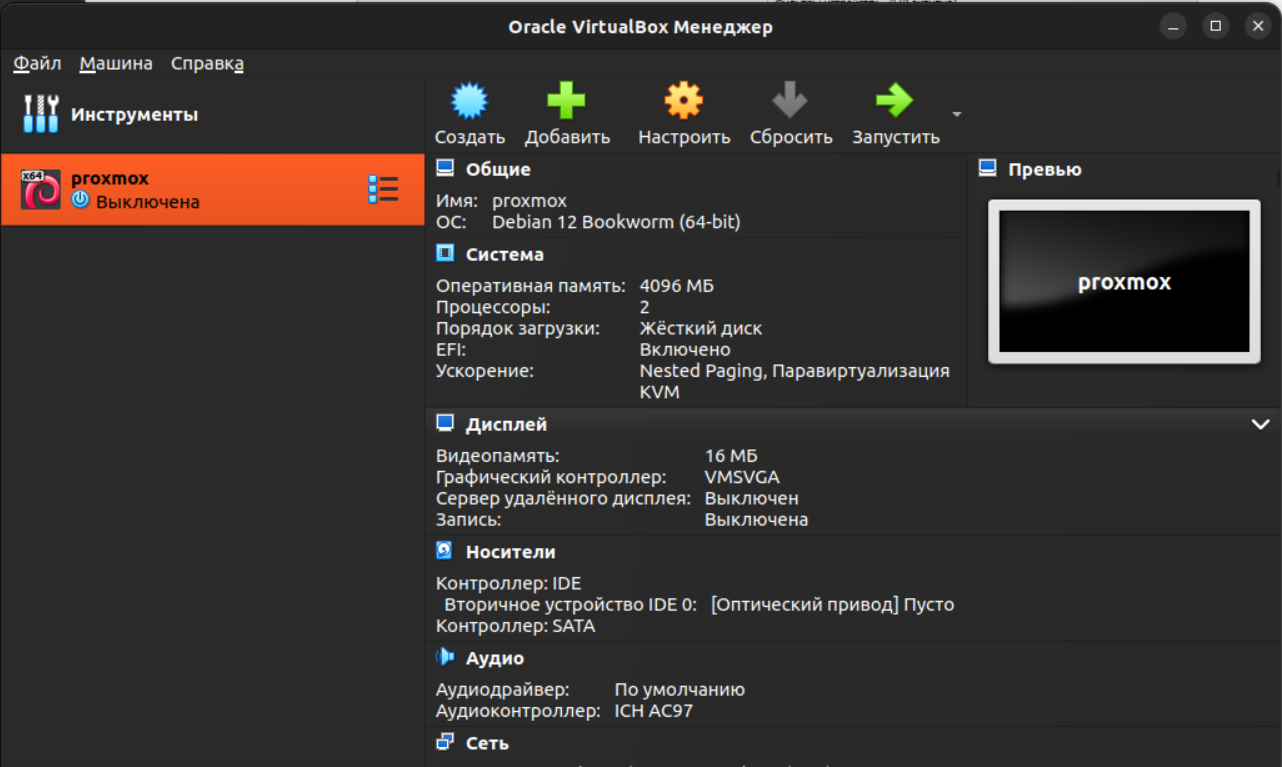 Oracle VirtualBox Менеджер
Файл Машина Справка
Инструменты
Создать Добавить Настроить Сбросить Запустить
x64
proxmox
Выключена
Общие
Имя: proxmox
ОС: Debian 12 Bookworm (64-bit)
Превью
proxmox
Система
Оперативная память: 4096 МБ
Процессоры: 2
Порядок загрузки: Жёсткий диск
EFI: Включено
Ускорение: Nested Paging, Паравиртуализация
KVM
Дисплей
Видеопамять: 16 МБ
Графический контроллер: VMSVGA
Сервер удалённого дисплея: Выключен
Запись: Выключена
Носители
Контроллер: IDE
Вторичное устройство IDE 0: [Оптический привод] Пусто
Контроллер: SATA
Аудио
Аудиодрайвер: По умолчанию
Аудиоконтроллер: ICH AC97
Сеть